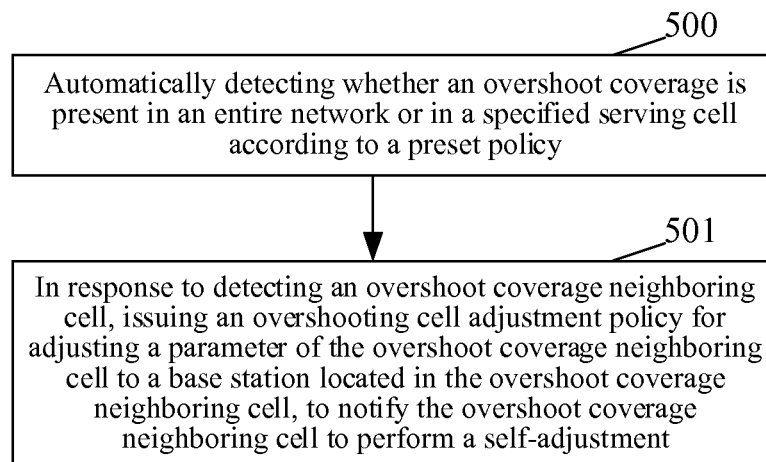 500
Automatically detecting whether an overshoot coverage is
present in an entire network or in a specified serving cell
according to a preset policy
501
In response to detecting an overshoot coverage neighboring
cell, issuing an overshooting cell adjustment policy for
adjusting a parameter of the overshoot coverage neighboring
cell to a base station located in the overshoot coverage
neighboring cell, to notify the overshoot coverage
neighboring cell to perform a self-adjustment